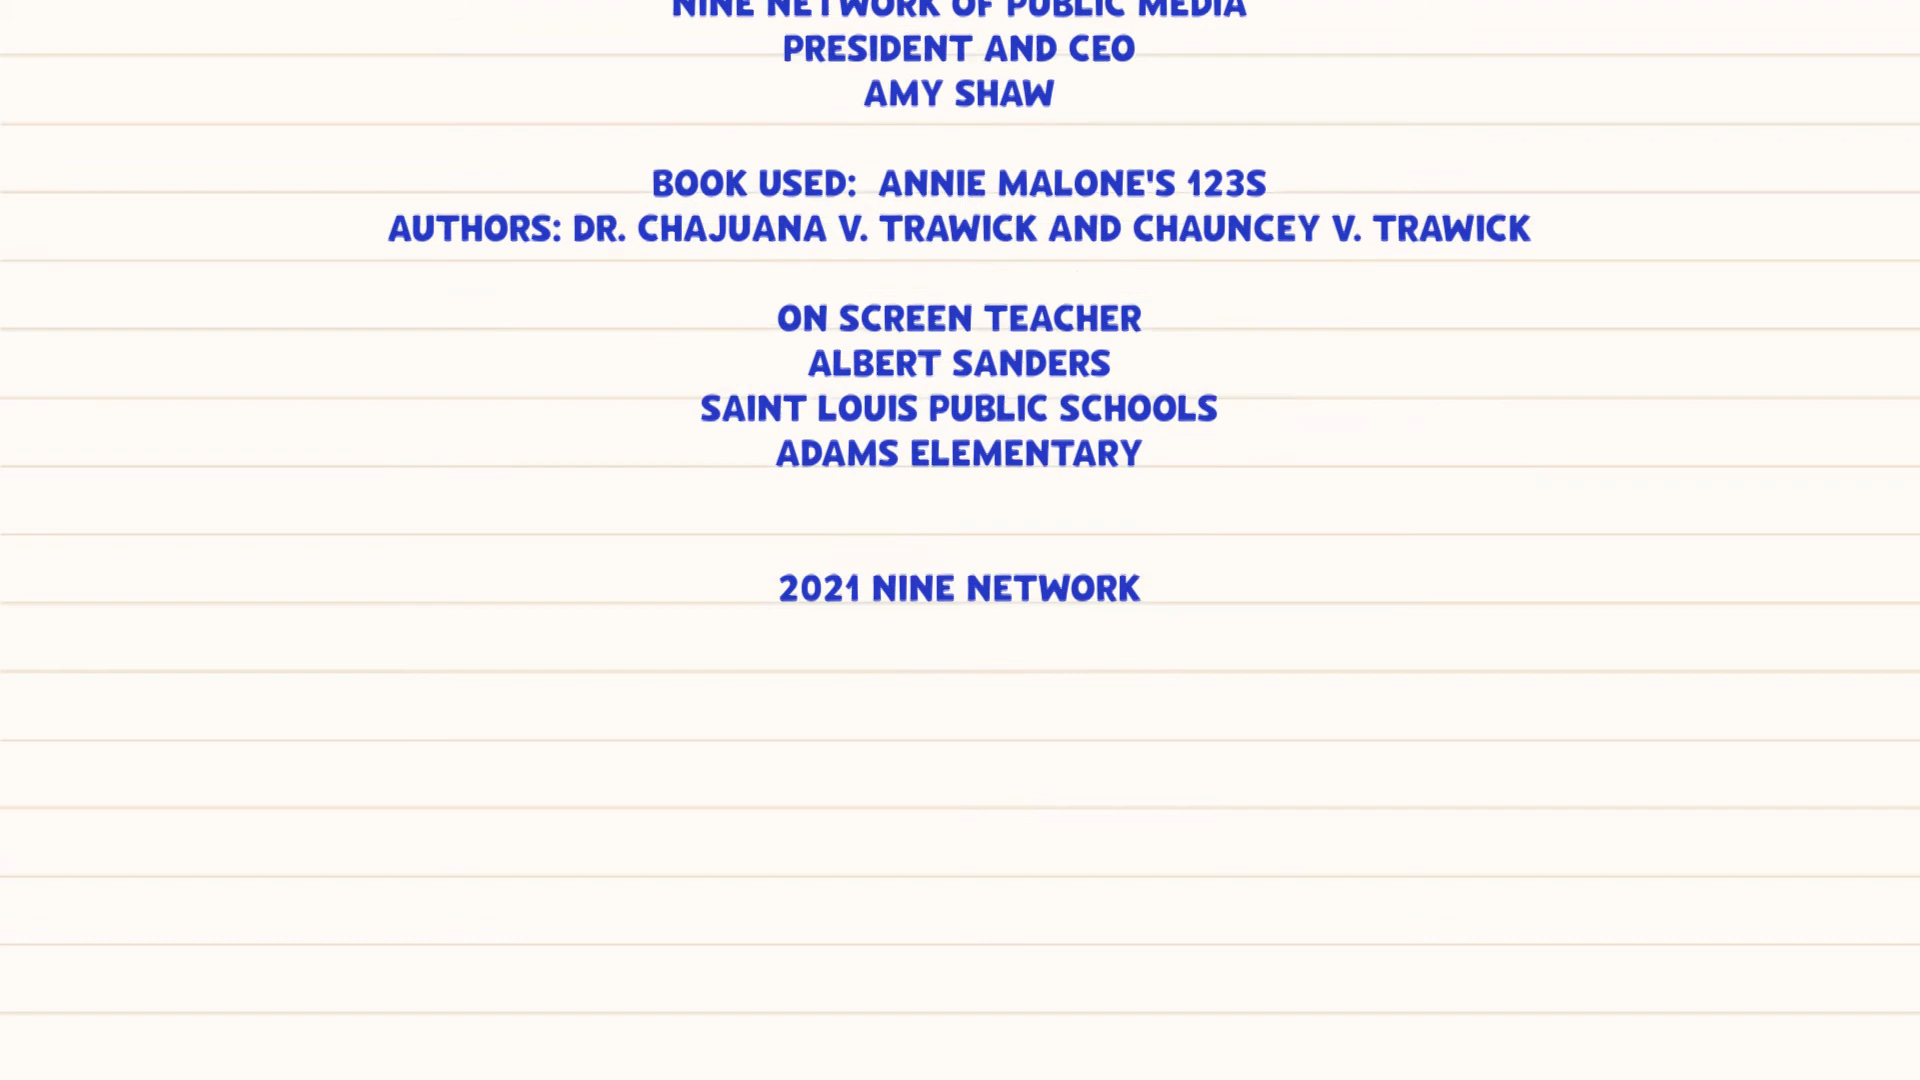 NINE NETWORK OF PUBLIC MEDIA
PRESIDENT AND CEO
AMY SHAW
BOOK USED:  ANNIE MALONE'S 123S
AUTHORS: DR. CHAJUANA V. TRAWICK AND CHAUNCEY V. TRAWICK
ON SCREEN TEACHER
ALBERT SANDERS
SAINT LOUIS PUBLIC SCHOOLS
ADAMS ELEMENTARY
2021 NINE NETWORK